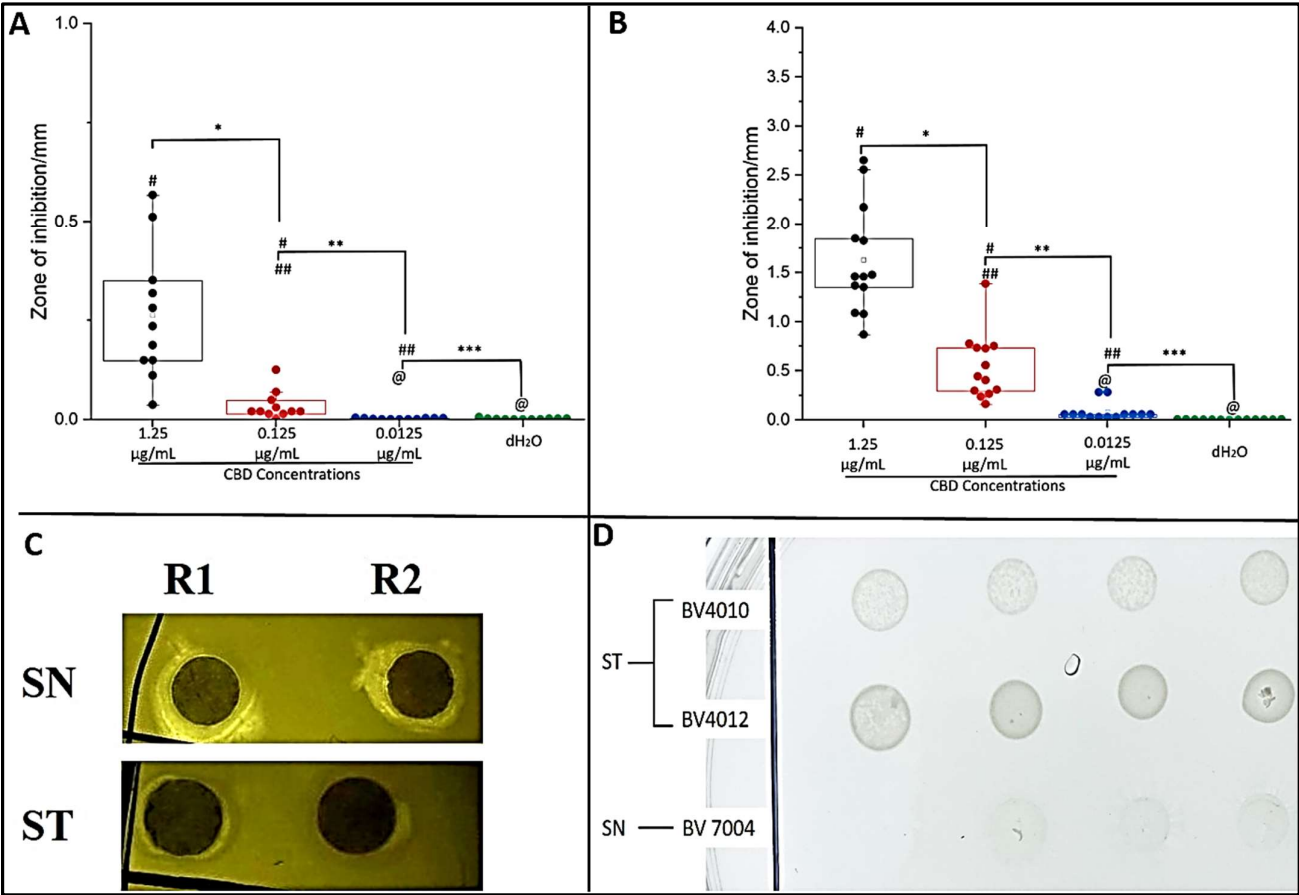 A
Zone of inhibition/mm
1.0
0.5
0.0
*
#
#
**
##
##
***
@
@
1.25
µg/mL
0.125
µg/mL
0.0125
µg/mL
dH₂O
CBD Concentrations
B
Zone of inhibition/mm
4.0
3.5
3.0
2.5
2.0
1.5
1.0
0.5
0.0
#
*
#
**
##
##
***
@
@
1.25
µg/mL
0.125
µg/mL
0.0125
µg/mL
dH₂O
CBD Concentrations
C
R1 R2
SN
ST
D
BV4010
ST
BV4012
SN BV 7004